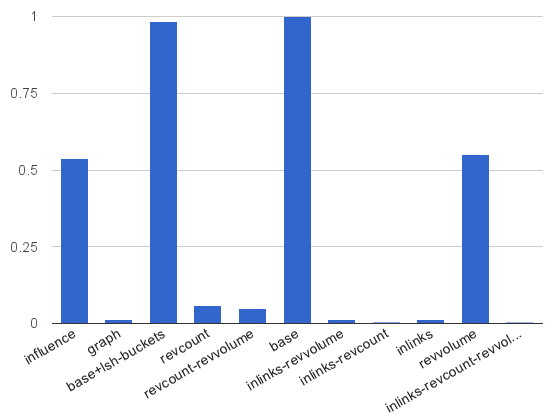 1
0.75
0.5
0.25
0
influence
graph
base+lsh-buckets
revcount
revcount-revvolume
base
inlinks-revvolume
inlinks-revcount
inlinks
revvolume
inlinks-revcount-revvol...